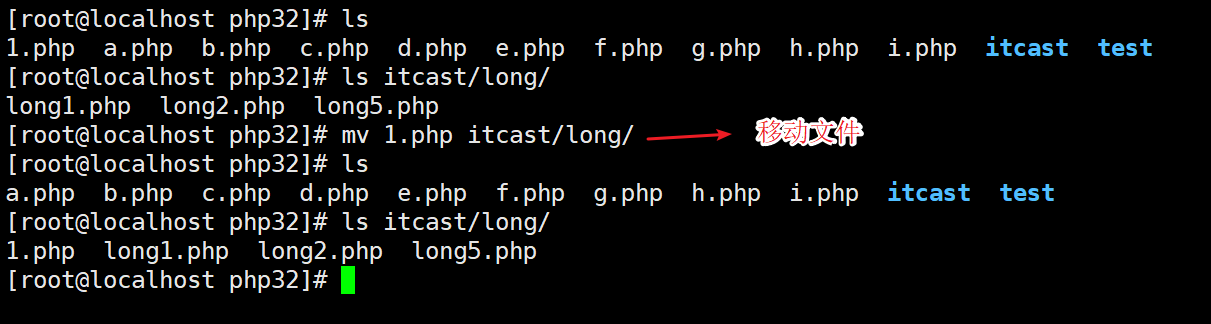 [root@localhost php32]# ls
1.php  a.php  b.php  c.php  d.php  e.php  f.php  g.php  h.php  i.php  itcast  test
[root@localhost php32]# ls itcast/long/
long1.php  long2.php  long5.php
[root@localhost php32]# mv 1.php itcast/long/ 移动文件
[root@localhost php32]# ls
a.php  b.php  c.php  d.php  e.php  f.php  g.php  h.php  i.php  itcast  test
[root@localhost php32]# ls itcast/long/
1.php  long1.php  long2.php  long5.php
[root@localhost php32]#